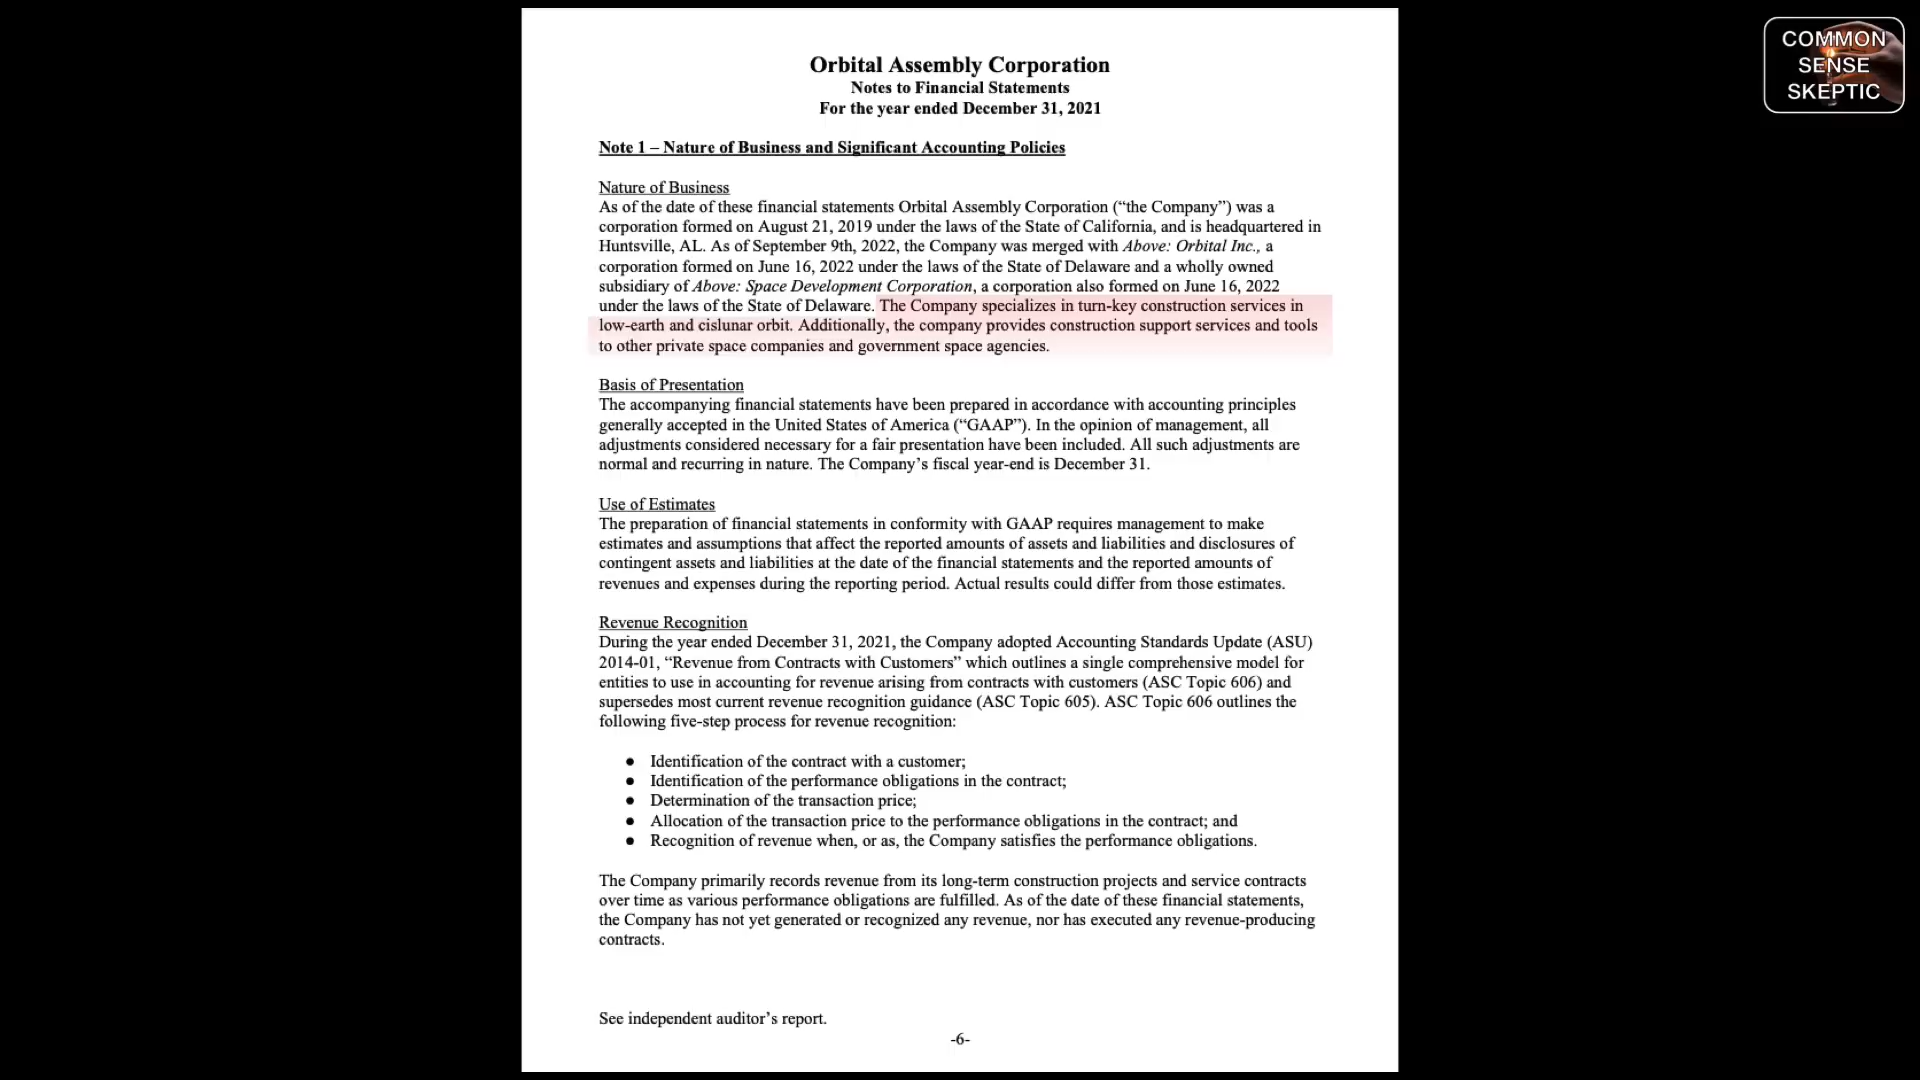 COMMON
SENSE
SKEPTIC
Orbital Assembly Corporation
Notes to Financial Statements
For the year ended December 31, 2021
Note 1 – Nature of Business and Significant Accounting Policies
Nature of Business
As of the date of these financial statements Orbital Assembly Corporation (“the Company”) was a
corporation formed on August 21, 2019 under the laws of the State of California, and is headquartered in
Huntsville, AL. As of September 9th, 2022, the Company was merged with Above: Orbital Inc., a
corporation formed on June 16, 2022 under the laws of the State of Delaware and a wholly owned
subsidiary of Above: Space Development Corporation, a corporation also formed on June 16, 2022
under the laws of the State of Delaware. The Company specializes in turn-key construction services in
low-earth and cislunar orbit. Additionally, the company provides construction support services and tools
to other private space companies and government space agencies.
Basis of Presentation
The accompanying financial statements have been prepared in accordance with accounting principles
generally accepted in the United States of America (“GAAP”). In the opinion of management, all
adjustments considered necessary for a fair presentation have been included. All such adjustments are
normal and recurring in nature. The Company’s fiscal year-end is December 31.
Use of Estimates
The preparation of financial statements in conformity with GAAP requires management to make
estimates and assumptions that affect the reported amounts of assets and liabilities and disclosures of
contingent assets and liabilities at the date of the financial statements and the reported amounts of
revenues and expenses during the reporting period. Actual results could differ from those estimates.
Revenue Recognition
During the year ended December 31, 2021, the Company adopted Accounting Standards Update (ASU)
2014-01, “Revenue from Contracts with Customers” which outlines a single comprehensive model for
entities to use in accounting for revenue arising from contracts with customers (ASC Topic 606) and
supersedes most current revenue recognition guidance (ASC Topic 605). ASC Topic 606 outlines the
following five-step process for revenue recognition:
● Identification of the contract with a customer;
● Identification of the performance obligations in the contract;
● Determination of the transaction price;
● Allocation of the transaction price to the performance obligations in the contract; and
● Recognition of revenue when, or as, the Company satisfies the performance obligations.
The Company primarily records revenue from its long-term construction projects and service contracts
over time as various performance obligations are fulfilled. As of the date of these financial statements,
the Company has not yet generated or recognized any revenue, nor has executed any revenue-producing
contracts.
See independent auditor’s report.
-6-